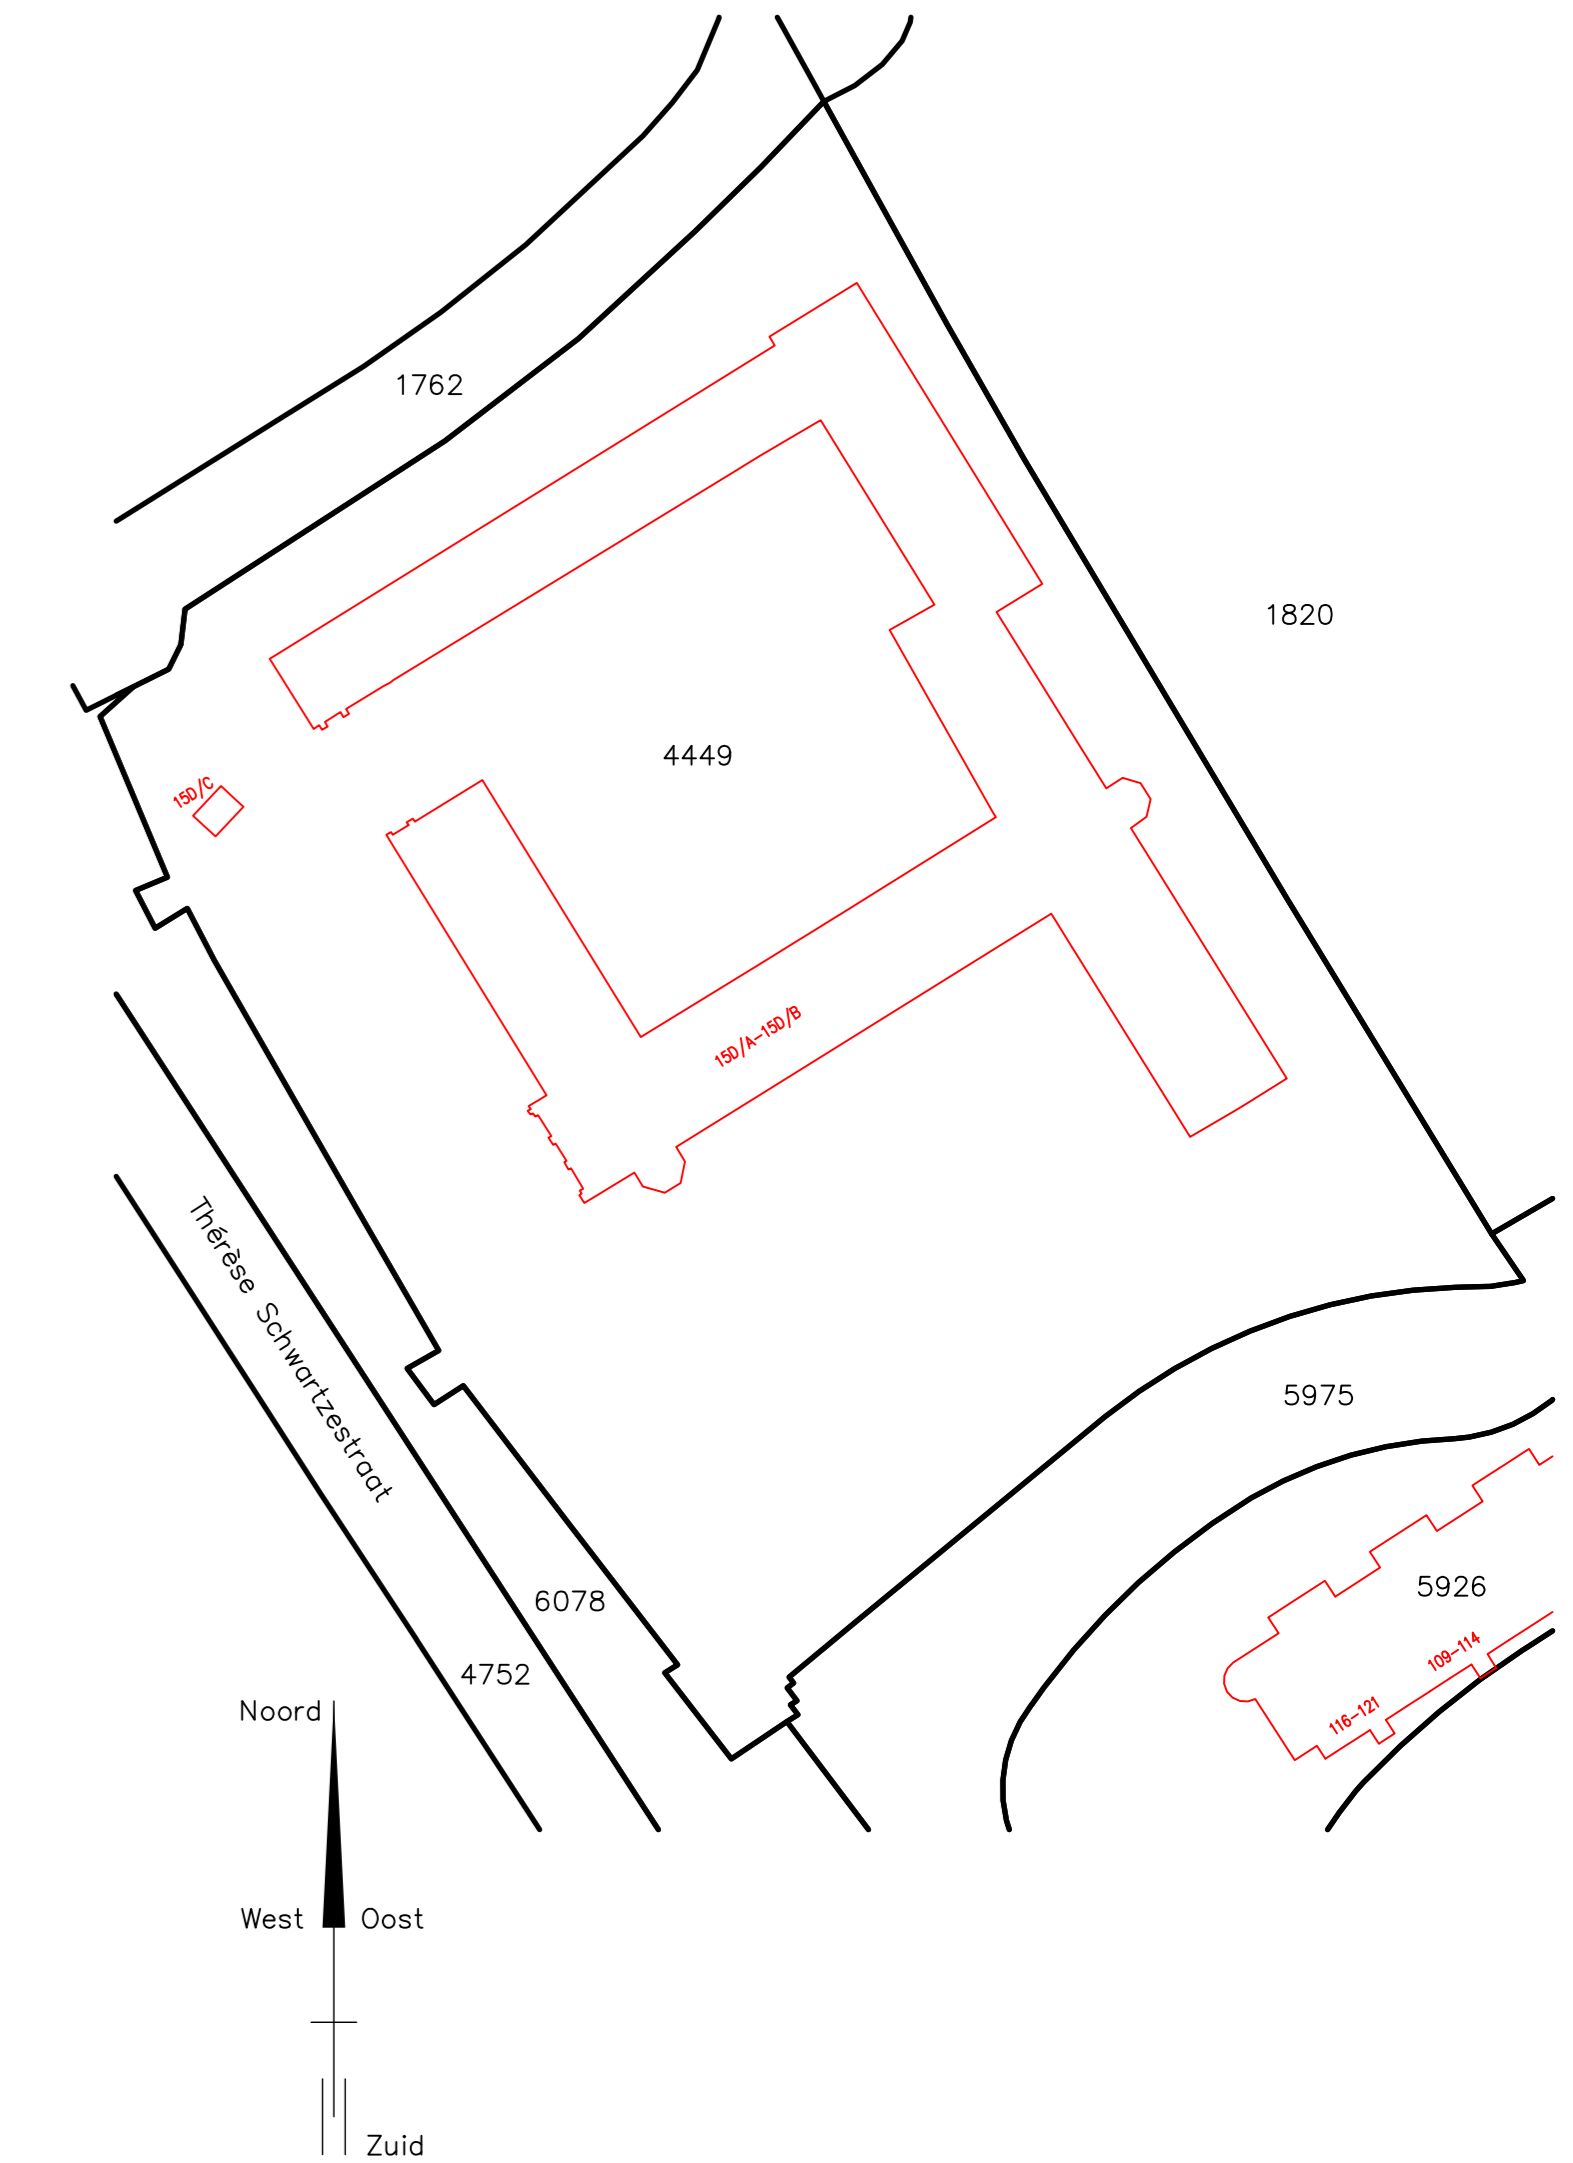 1762
1820
4449
15D/C
15D/A-15D/B
Thérèse Schwartzestraat
5975
5926
6078
109-114
4752
116-121
Noord
West Oost
Zuid